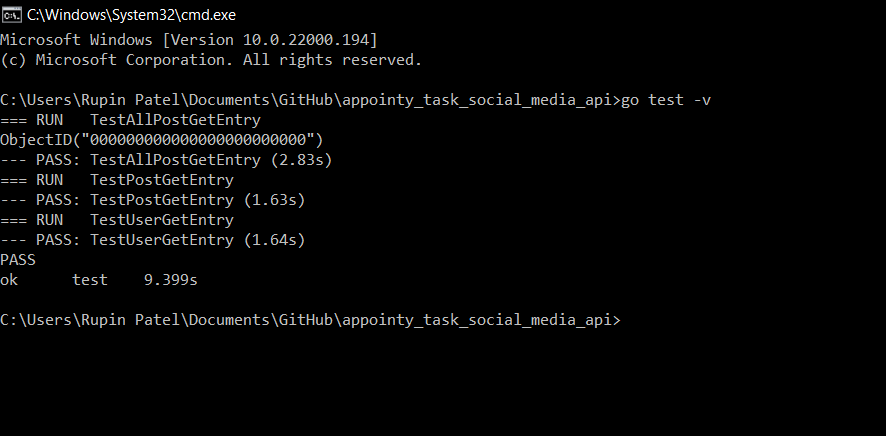 C:\Windows\System32\cmd.exe
Microsoft Windows [Version 10.0.22000.194]
(c) Microsoft Corporation. All rights reserved.
C:\Users\Rupin Patel\Documents\GitHub\appointy_task_social_media_api>go test -v
=== RUN   TestAllPostGetEntry
ObjectID("000000000000000000000000")
--- PASS: TestAllPostGetEntry (2.83s)
=== RUN   TestPostGetEntry
--- PASS: TestPostGetEntry (1.63s)
=== RUN   TestUserGetEntry
--- PASS: TestUserGetEntry (1.64s)
PASS
ok      test    9.399s
C:\Users\Rupin Patel\Documents\GitHub\appointy_task_social_media_api>